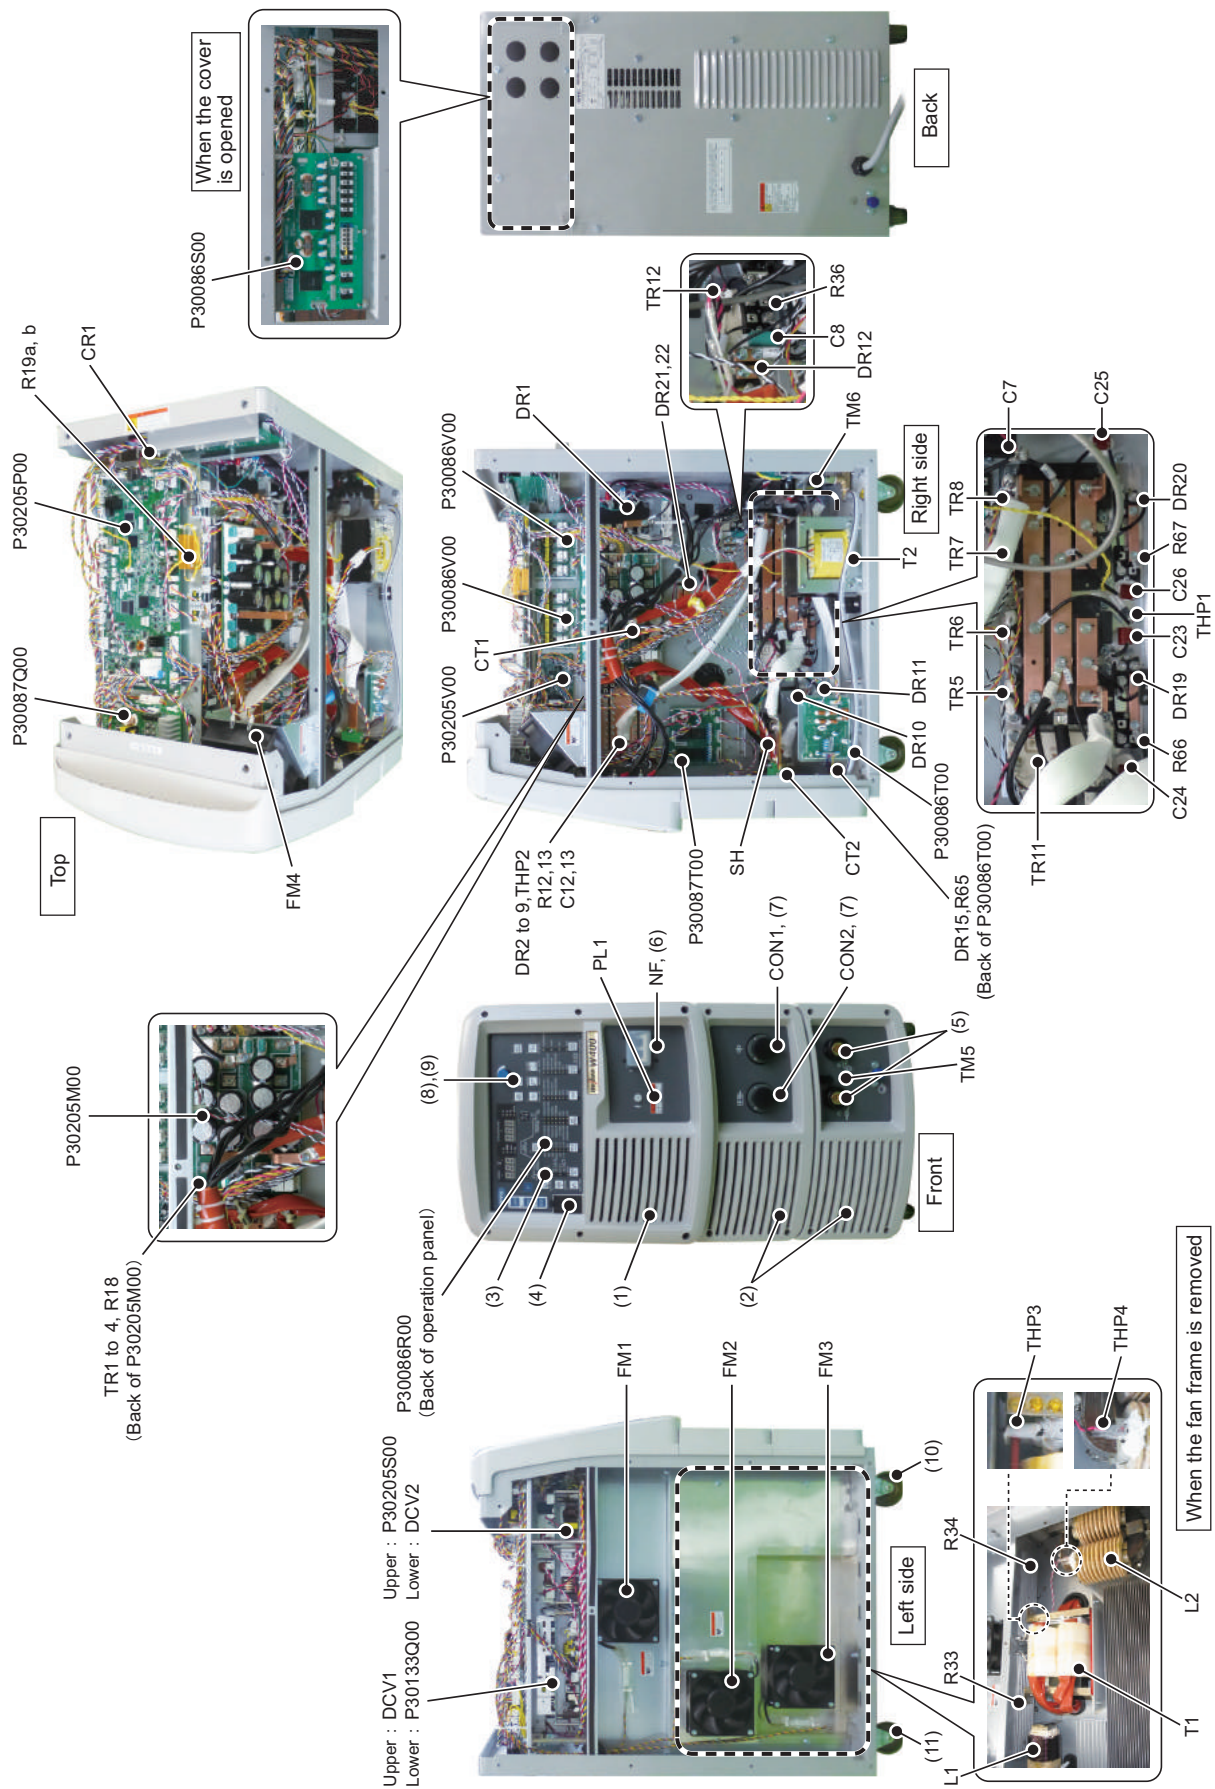 Top
P30087Q00
P30205P00
R19a, b
CR1
FM4
P30086S00
When the cover
is opened
Back
P30205M00
TR1 to 4, R18
(Back of P30205M00)
P30205V00
CT1
P30086V00
P30086V00
DR1
DR21,22
TR12
R36
C8
DR12
TM6
Right side
T2
DR2 to 9,THP2
R12,13
C12,13
P30087T00
SH
CT2
DR15,R65
(Back of P30086T00)
P30086T00
DR10
DR11
TR5
TR6
TR7
TR8
C7
C25
TR11
C24
R66
DR19
C23
THP1
C26
R67
DR20
P30086R00
(Back of operation panel)
(8),(9)
(3)
(4)
(1)
(2)
PL1
NF, (6)
CON1, (7)
CON2, (7)
(5)
TM5
W400
Front
Upper : DCV1
Lower : P30133Q00
Upper : P30205S00
Lower : DCV2
FM1
FM2
FM3
(10)
(11)
Left side
L1
R33
R34
THP3
THP4
T1
L2
When the fan frame is removed